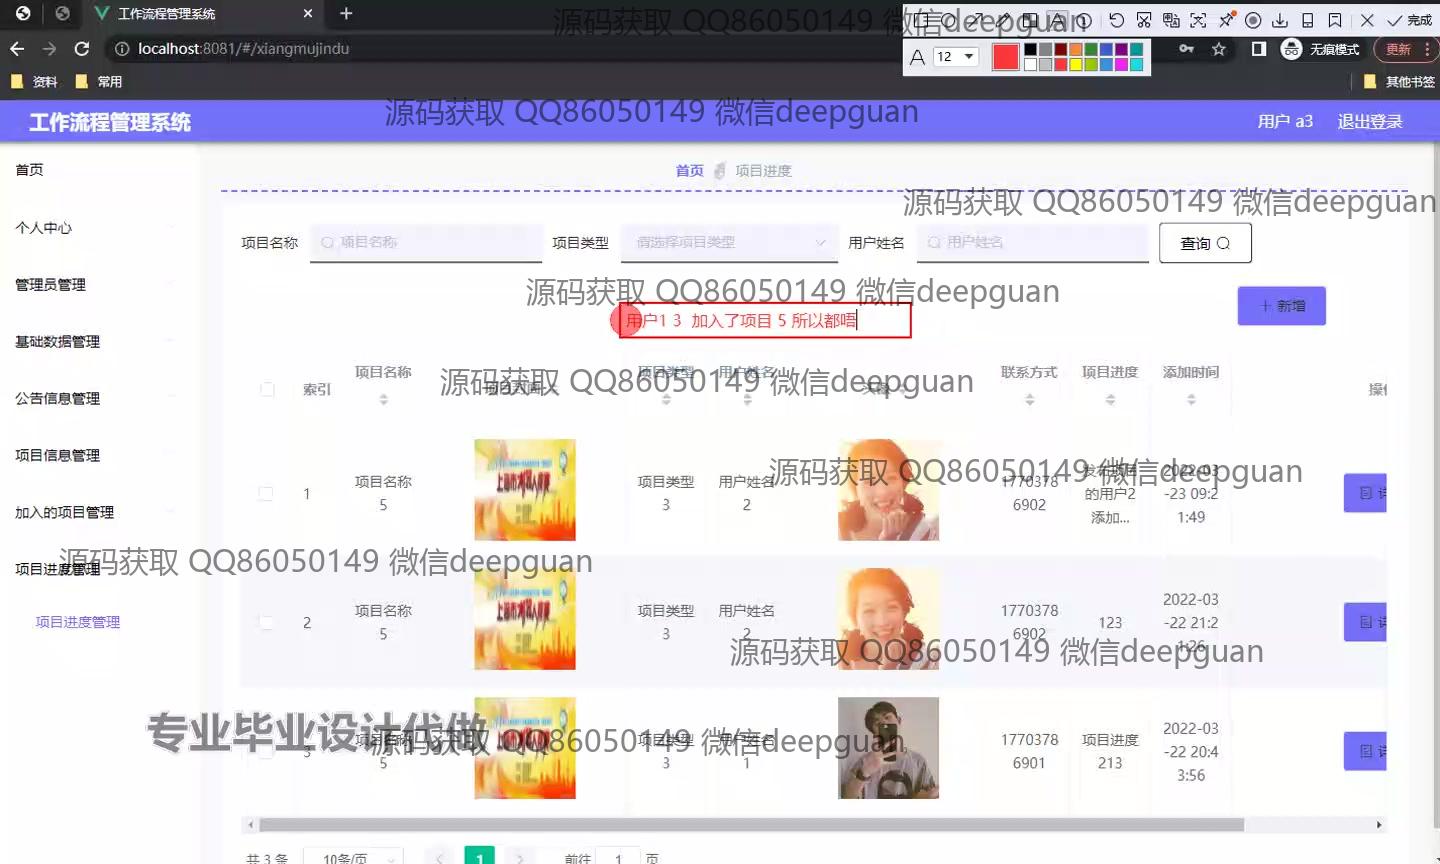 工作流程管理系统
完成
localhost:8081/#/xiangmujindu
12
无痕模式
更新
资料
常用
其他书签
源码获取 QQ86050149 微信deepguan
源码获取 QQ86050149 微信deepguan
工作流程管理系统
用户 a3
退出登录
首页
项目进度
源码获取 QQ86050149 微信deepguan
首页
个人中心
管理员管理
基础数据管理
公告信息管理
项目信息管理
加入的项目管理
项目进度管理
项目进度管理
项目名称
项目名称
项目类型
请选择项目类型
用户姓名
用户姓名
查询
源码获取 QQ86050149 微信deepguan
新增
用户1 3 加入了项目 5 所以都唔
索引
项目名称
项目类型
用户姓名
联系方式
项目进度
添加时间
源码获取 QQ86050149 微信deepguan
1
项目名称
5
项目类型
3
用户姓名
2
1770378
6902
的用户2
添加...
2022-03
-23 09:2
1:49
源码获取 QQ86050149 微信deepguan
源码获取 QQ86050149 微信deepguan
2
项目名称
5
项目类型
3
用户姓名
2
1770378
6902
123
2022-03
-22 21:2
1:26
源码获取 QQ86050149 微信deepguan
专业毕业设计代做
源码获取 QQ86050149 微信deepguan
3
项目名称
5
项目类型
3
用户姓名
1
1770378
6901
项目进度
213
2022-03
-22 20:4
3:56
共 3 条
10条/页
1
前往
1
页